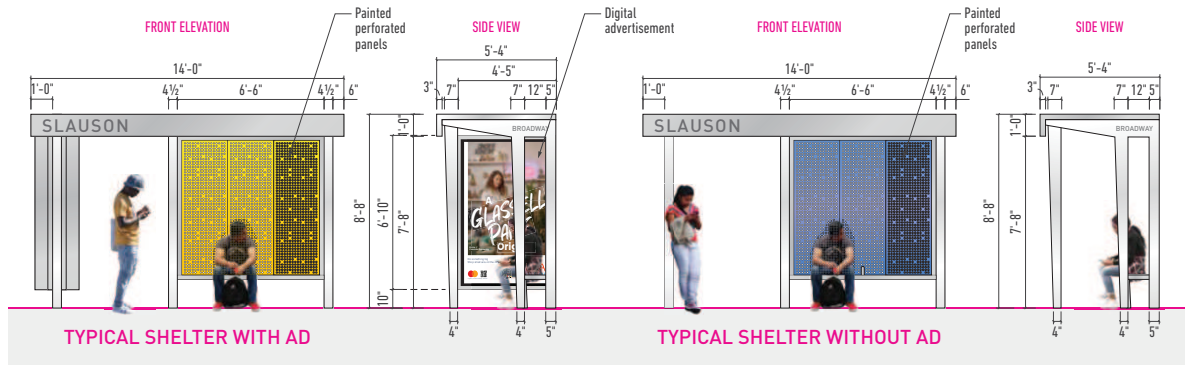 FRONT ELEVATION
Painted
perforated
panels
SIDE VIEW
Digital
advertisement
FRONT ELEVATION
Painted
perforated
panels
SIDE VIEW
14'-0"
1'-0"
4½"
6'-6"
4½"
6"
5'-4"
4'-5"
3"
7"
7"
12"
5"
14'-0"
1'-0"
4½"
6'-6"
4½"
6"
5'-4"
3"
7"
7"
12"
5"
SLAUSON
BROADWAY
SLAUSON
BROADWAY
8'-8"
1'-0"
6'-10"
7'-8"
10"
A
Orig
8'-8"
1'-0"
7'-8"
4"
4"
5"
4"
4"
5"
TYPICAL SHELTER WITH AD
TYPICAL SHELTER WITHOUT AD